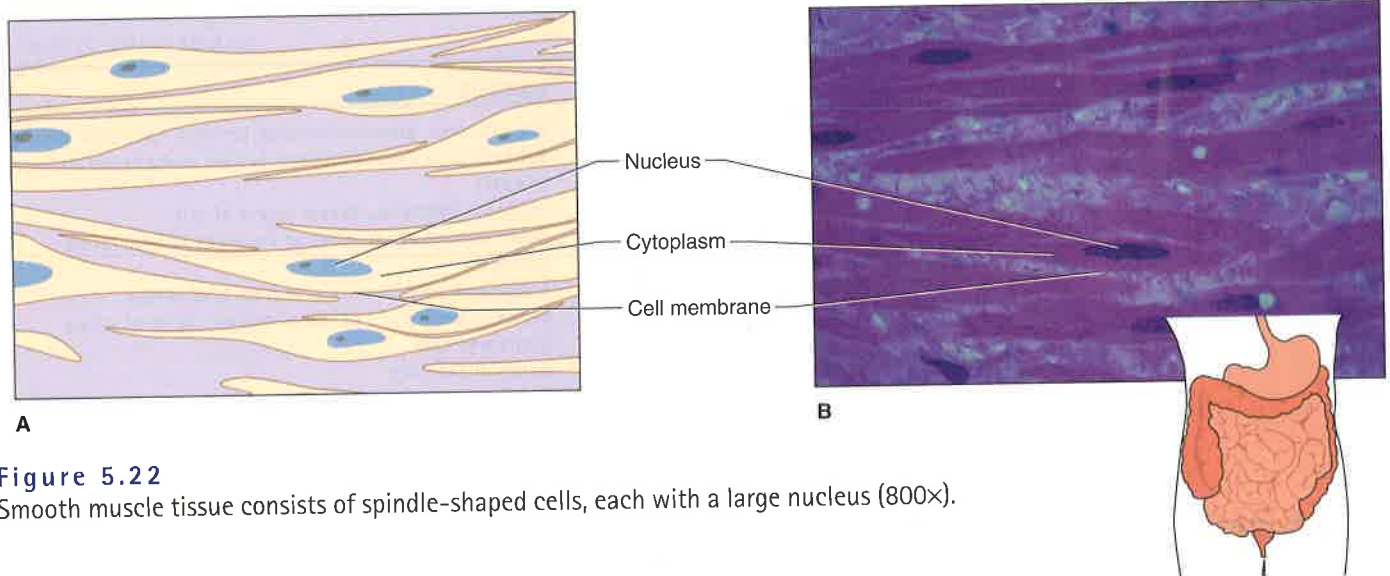 Nucleus
Cytoplasm
Cell membrane
A
B
Figure 5.22
Smooth muscle tissue consists of spindle-shaped cells, each with a large nucleus (800×).